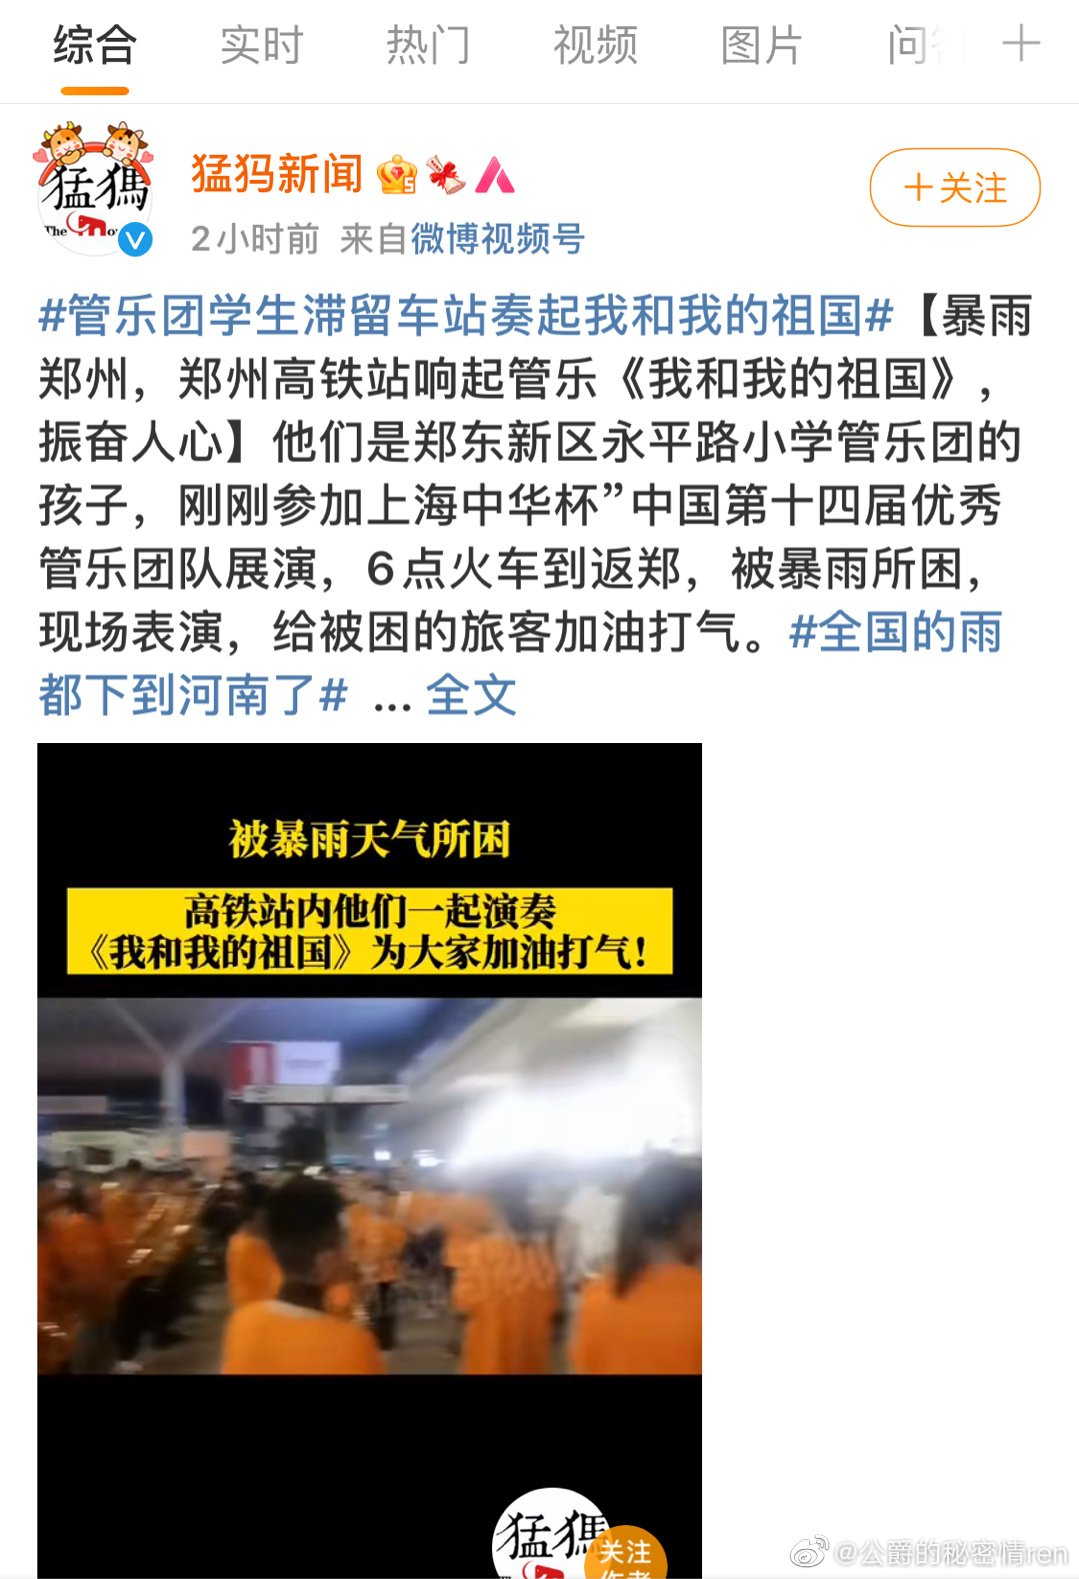 综合 实时 热门 视频 图片 问答
猛犸新闻
2小时前 来自微博视频号
+关注
猛獁
The
#管乐团学生滞留车站奏起我和我的祖国#【暴雨
郑州，郑州高铁站响起管乐《我和我的祖国》，
振奋人心】他们是郑东新区永平路小学管乐团的
孩子，刚刚参加上海中华杯”中国第十四届优秀
管乐团队展演，6点火车到返郑，被暴雨所困，
现场表演，给被困的旅客加油打气。#全国的雨
都下到河南了# ... 全文
被暴雨天气所困
高铁站内他们一起演奏
《我和我的祖国》为大家加油打气！
猛獁
关注
作者
@公爵的秘密情ren